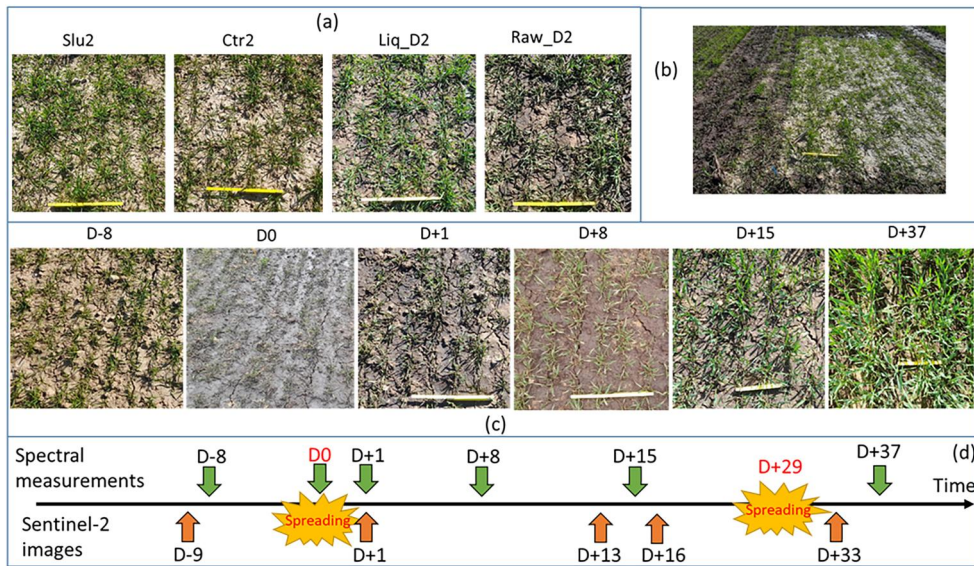 (a)
Slu2 Ctr2 Liq_D2 Raw_D2
(b)
D-8 D0 D+1 D+8 D+15 D+37
(c)
(d)
Spectral
measurements
D-8 D0 D+1 D+8 D+15 D+29 D+37
Time
Spreading Spreading
Sentinel-2
images
D-9 D+1 D+13 D+16 D+33